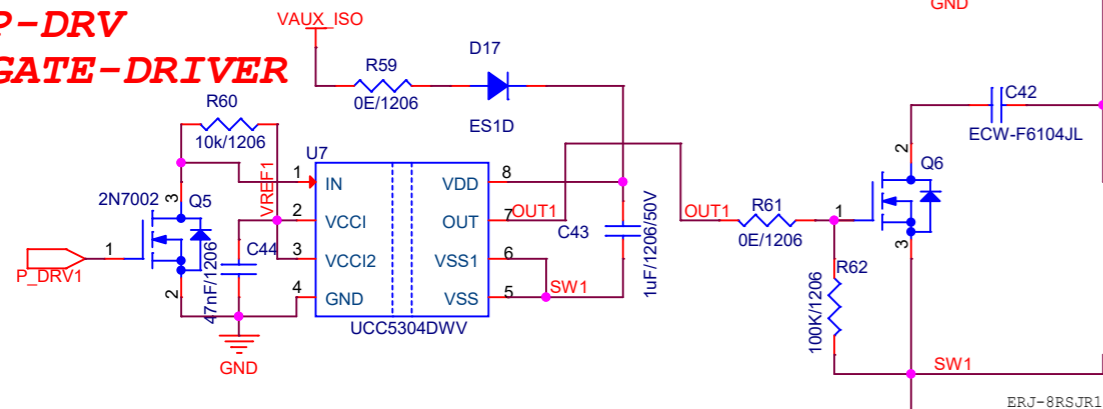 GND
P-DRV
GATE-DRIVER
VAUX_ISO
R59
0E/1206
D17
ES1D
R60
10k/1206
C42
ECW-F6104JL
U7
1
IN
VDD
8
2
Q6
2N7002
3
Q5
VREF1
2
VCCI
OUT
7
OUT1
C43
1uF/1206/50V
OUT1
R61
0E/1206
1
3
1
P_DRV1
2
C44
47nF/1206
3
VCCI2
VSS1
6
R62
100K/1206
4
GND
VSS
5
SW1
UCC5304DWV
GND
SW1
ERJ-8RSJR1